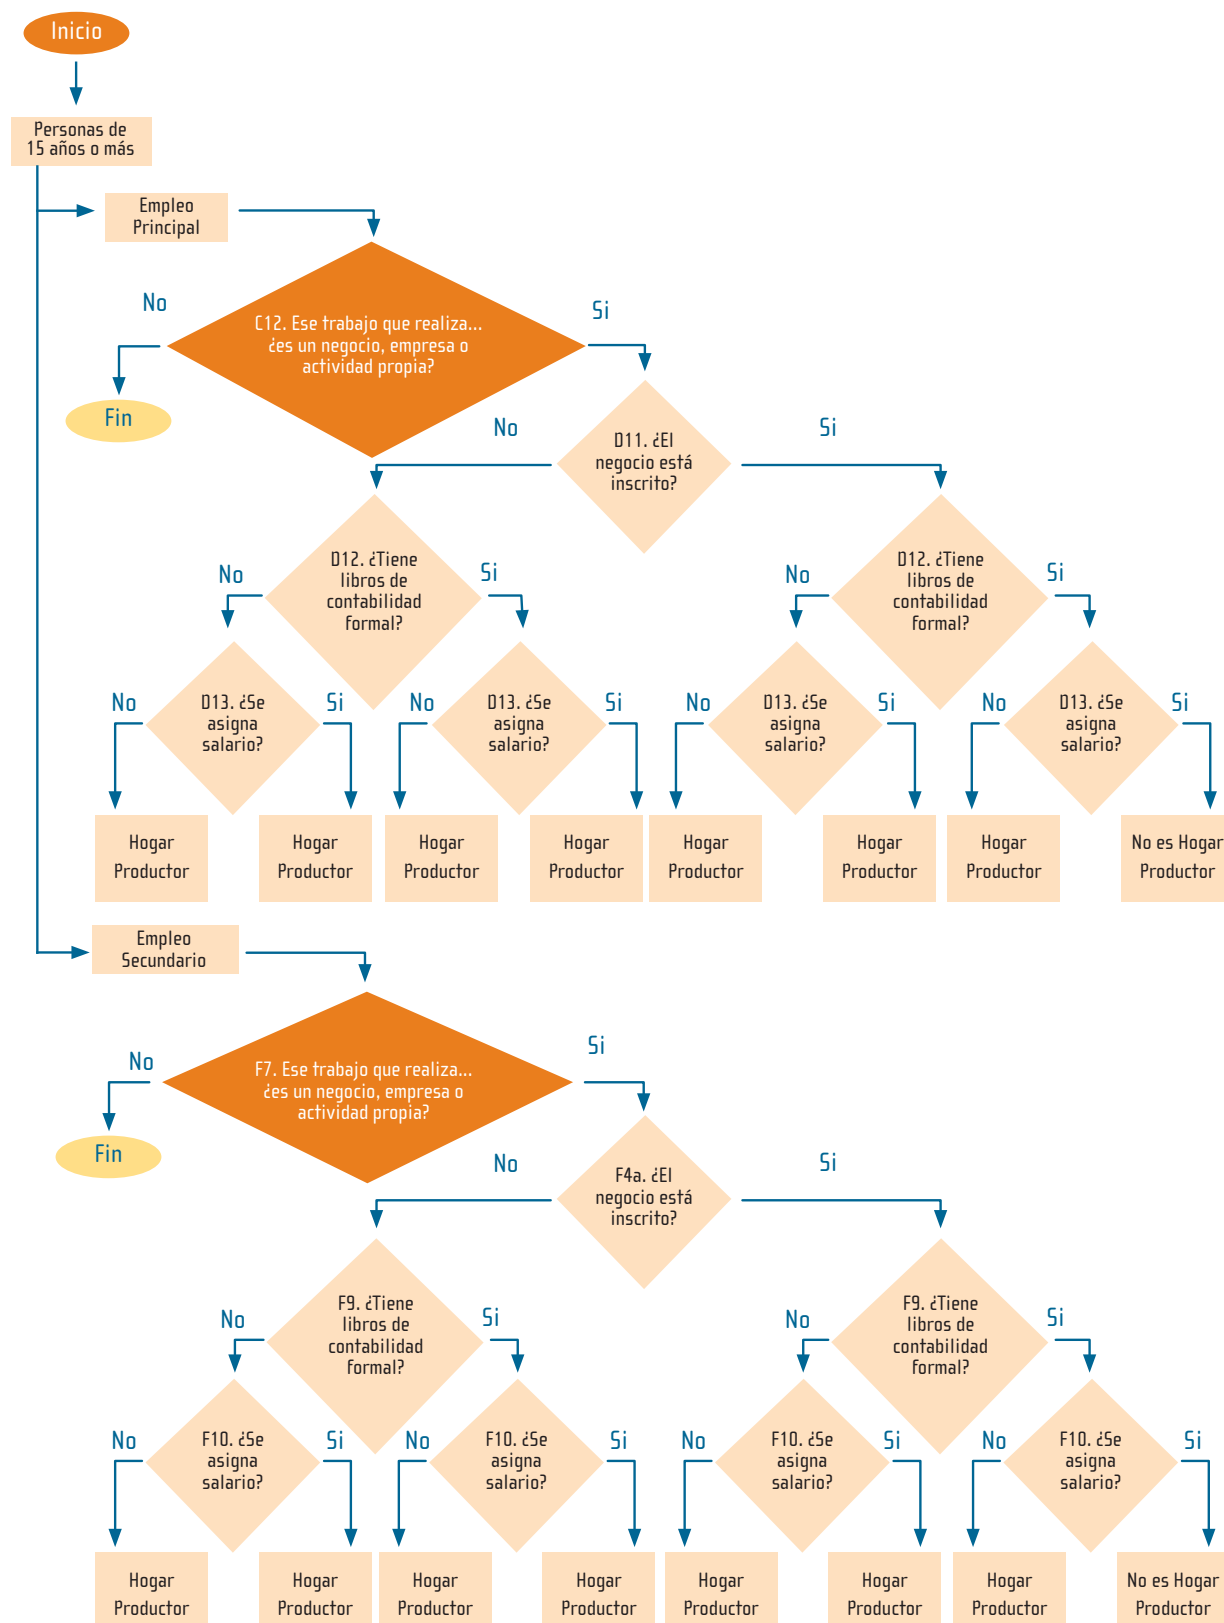 Inicio
Personas de
15 años o más
Empleo
Principal
No
Si
C12. Ese trabajo que realiza...
¿es un negocio, empresa o
actividad propia?
Fin
No
Si
D11. ¿El
negocio está
inscrito?
No
Si
D12. ¿Tiene
libros de
contabilidad
formal?
No
Si
D12. ¿Tiene
libros de
contabilidad
formal?
No
Si
D13. ¿Se
asigna
salario?
No
Si
D13. ¿Se
asigna
salario?
No
Si
D13. ¿Se
asigna
salario?
No
Si
D13. ¿Se
asigna
salario?
Hogar
Productor
Hogar
Productor
Hogar
Productor
Hogar
Productor
Hogar
Productor
Hogar
Productor
Hogar
Productor
No es Hogar
Productor
Empleo
Secundario
No
Si
F7. Ese trabajo que realiza...
¿es un negocio, empresa o
actividad propia?
Fin
No
Si
F4a. ¿El
negocio está
inscrito?
No
Si
F9. ¿Tiene
libros de
contabilidad
formal?
No
Si
F9. ¿Tiene
libros de
contabilidad
formal?
No
Si
F10. ¿Se
asigna
salario?
No
Si
F10. ¿Se
asigna
salario?
No
Si
F10. ¿Se
asigna
salario?
No
Si
F10. ¿Se
asigna
salario?
Hogar
Productor
Hogar
Productor
Hogar
Productor
Hogar
Productor
Hogar
Productor
Hogar
Productor
Hogar
Productor
No es Hogar
Productor